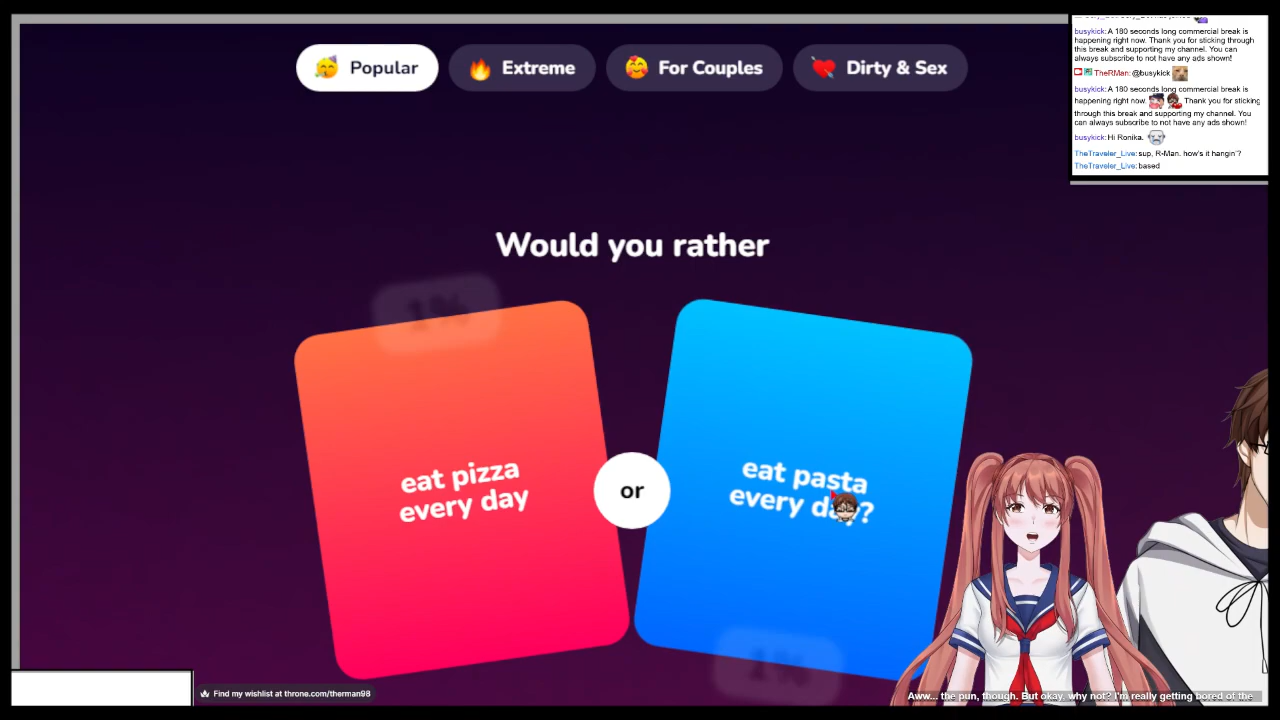 Popular
Extreme
For Couples
Dirty & Sex
busykick: A 180 seconds long commercial break is
happening right now. Thank you for sticking through
this break and supporting my channel. You can
always subscribe to not have any ads shown!
TheRMan: @busykick
busykick: A 180 seconds long commercial break is
happening right now. Thank you for sticking
through this break and supporting my channel. You
can always subscribe to not have any ads shown!
busykick: Hi Ronika.
TheTraveler_Live: sup, R-Man. how's it hangin'?
TheTraveler_Live: based
Would you rather
1%
eat pizza
every day
or
eat pasta
every day?
1%
Find my wishlist at throne.com/therman98
Aww... the pun, though. But okay, why not? I'm really getting bored of the